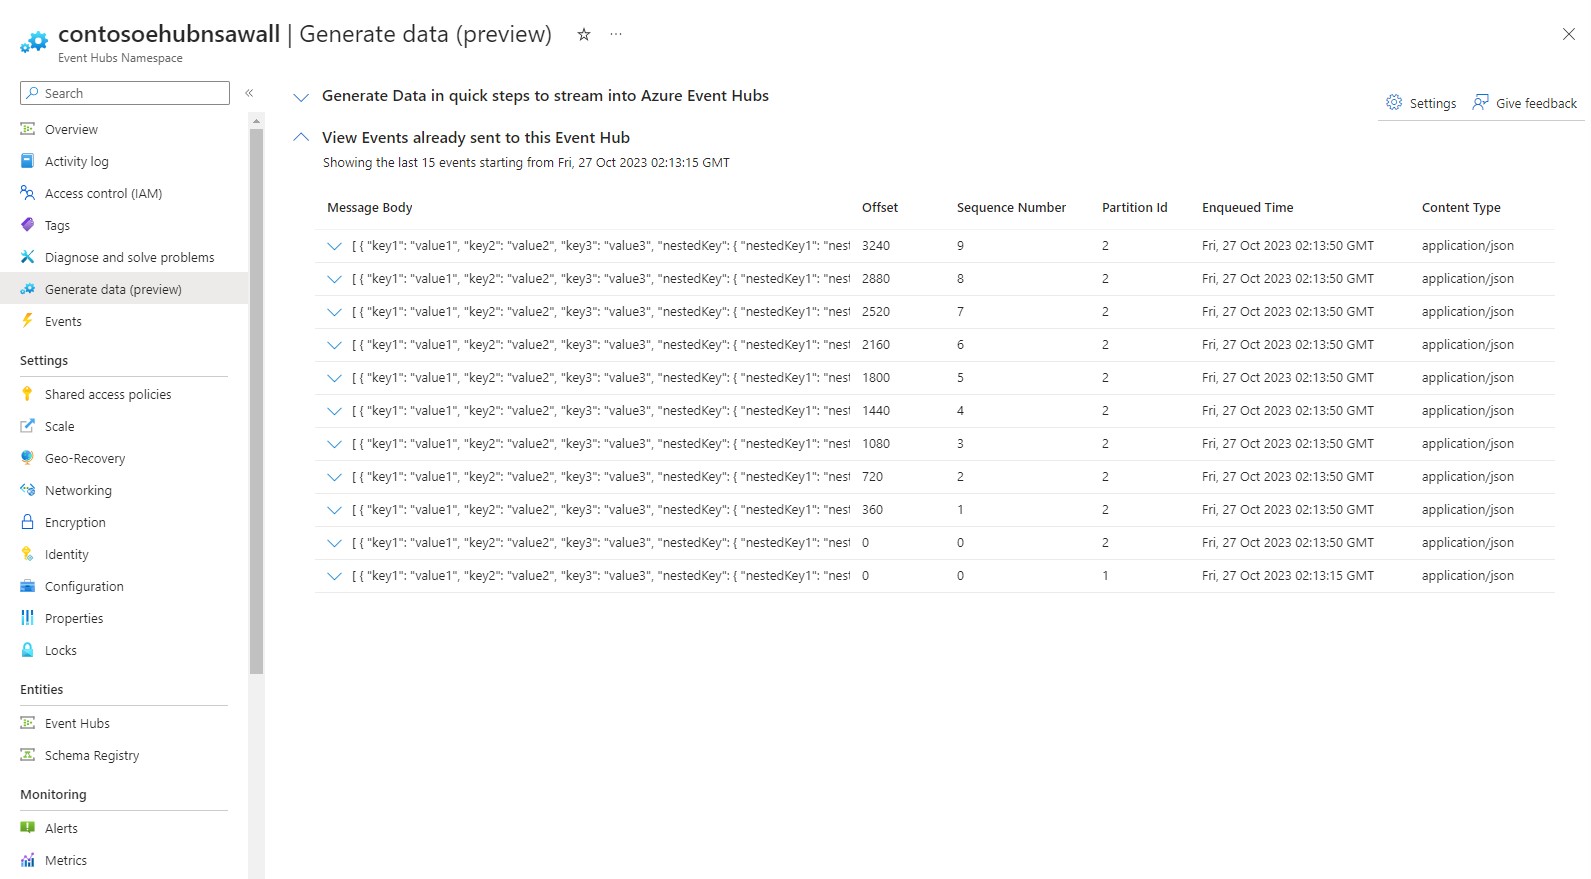 contosoehubnsawall | Generate data (preview) ...
Event Hubs Namespace
Search
«
Overview
Activity log
Access control (IAM)
Tags
Diagnose and solve problems
Generate data (preview)
Events
Settings
Shared access policies
Scale
Geo-Recovery
Networking
Encryption
Identity
Configuration
Properties
Locks
Entities
Event Hubs
Schema Registry
Monitoring
Alerts
Metrics
Generate Data in quick steps to stream into Azure Event Hubs
Settings Give feedback
View Events already sent to this Event Hub
Showing the last 15 events starting from Fri, 27 Oct 2023 02:13:15 GMT
Message Body Offset Sequence Number Partition Id Enqueued Time Content Type
[ { "key1": "value1", "key2": "value2", "key3": "value3", "nestedKey": { "nestedKey1": "nest 3240 9 2 Fri, 27 Oct 2023 02:13:50 GMT application/json
[ { "key1": "value1", "key2": "value2", "key3": "value3", "nestedKey": { "nestedKey1": "nest 2880 8 2 Fri, 27 Oct 2023 02:13:50 GMT application/json
[ { "key1": "value1", "key2": "value2", "key3": "value3", "nestedKey": { "nestedKey1": "nest 2520 7 2 Fri, 27 Oct 2023 02:13:50 GMT application/json
[ { "key1": "value1", "key2": "value2", "key3": "value3", "nestedKey": { "nestedKey1": "nest 2160 6 2 Fri, 27 Oct 2023 02:13:50 GMT application/json
[ { "key1": "value1", "key2": "value2", "key3": "value3", "nestedKey": { "nestedKey1": "nest 1800 5 2 Fri, 27 Oct 2023 02:13:50 GMT application/json
[ { "key1": "value1", "key2": "value2", "key3": "value3", "nestedKey": { "nestedKey1": "nest 1440 4 2 Fri, 27 Oct 2023 02:13:50 GMT application/json
[ { "key1": "value1", "key2": "value2", "key3": "value3", "nestedKey": { "nestedKey1": "nest 1080 3 2 Fri, 27 Oct 2023 02:13:50 GMT application/json
[ { "key1": "value1", "key2": "value2", "key3": "value3", "nestedKey": { "nestedKey1": "nest 720 2 2 Fri, 27 Oct 2023 02:13:50 GMT application/json
[ { "key1": "value1", "key2": "value2", "key3": "value3", "nestedKey": { "nestedKey1": "nest 360 1 2 Fri, 27 Oct 2023 02:13:50 GMT application/json
[ { "key1": "value1", "key2": "value2", "key3": "value3", "nestedKey": { "nestedKey1": "nest 0 0 2 Fri, 27 Oct 2023 02:13:50 GMT application/json
[ { "key1": "value1", "key2": "value2", "key3": "value3", "nestedKey": { "nestedKey1": "nest 0 0 1 Fri, 27 Oct 2023 02:13:15 GMT application/json